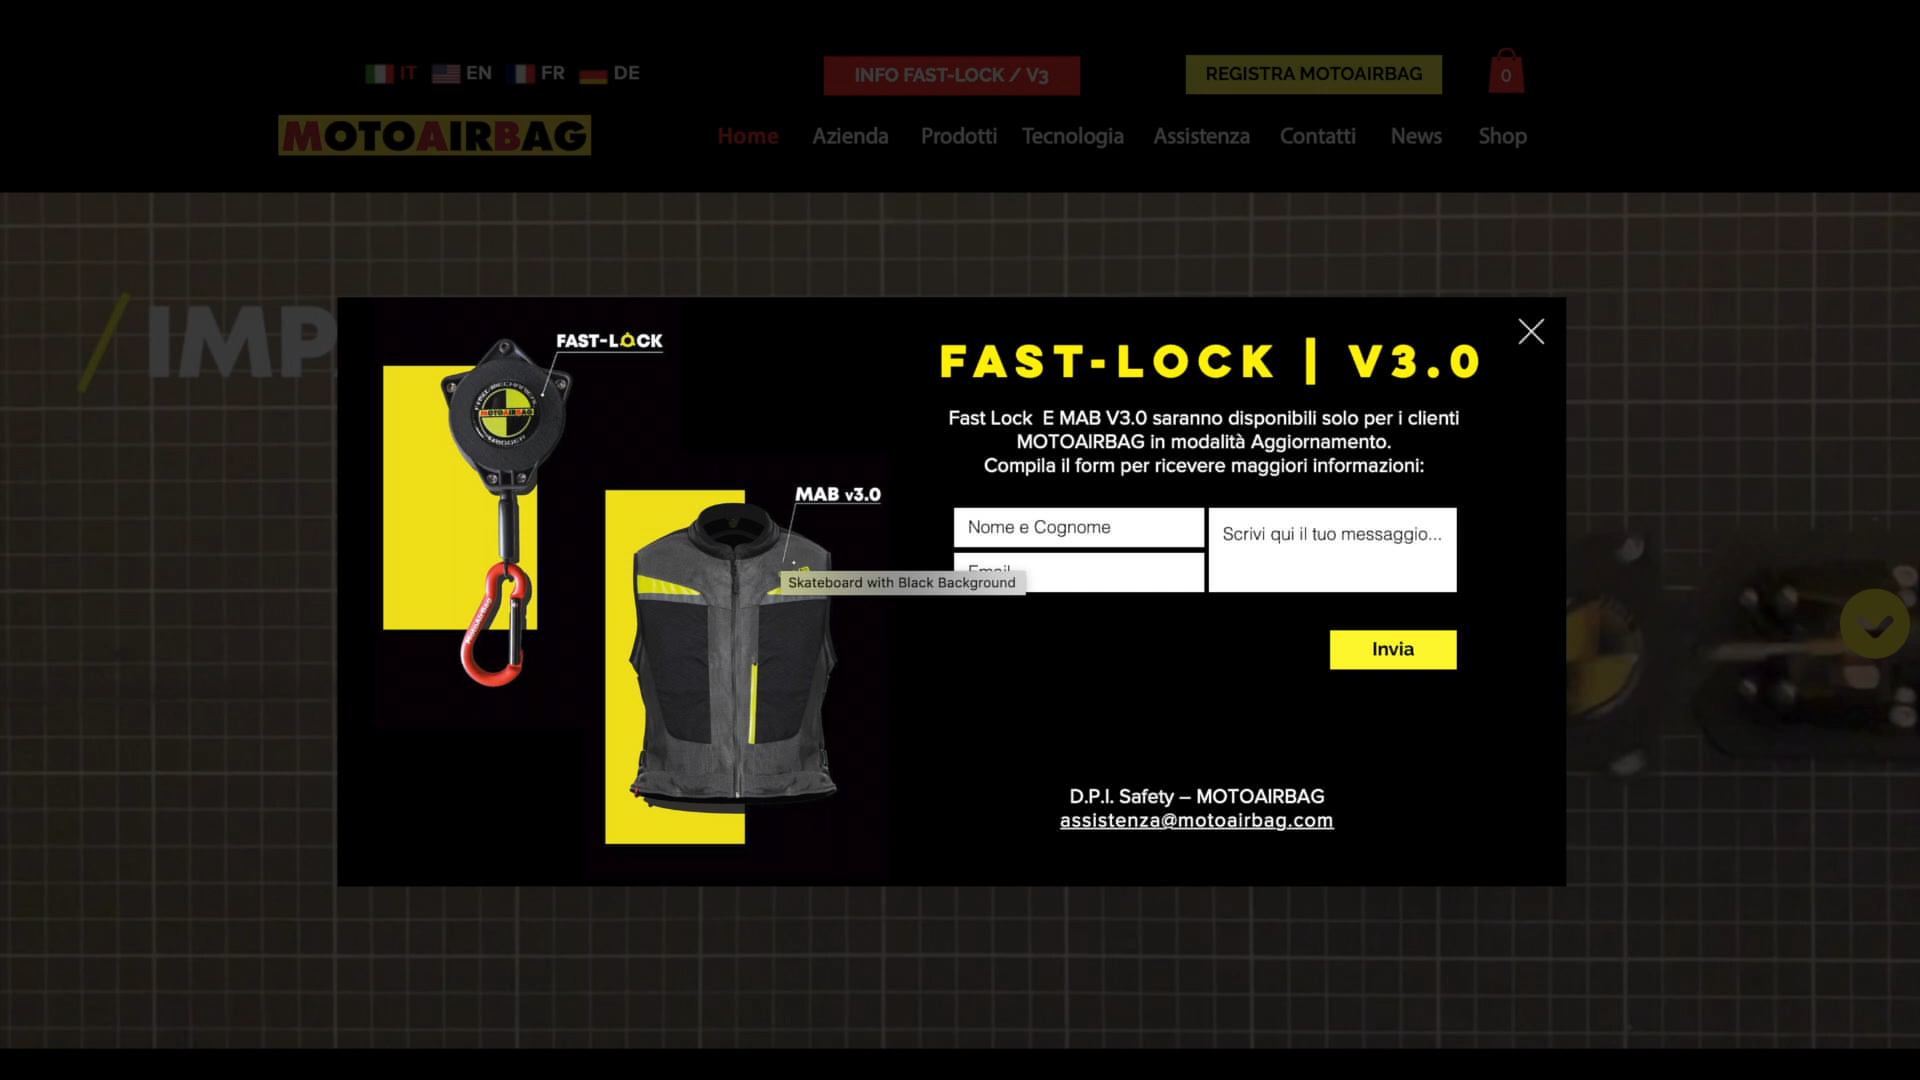 IT EN FR DE
INFO FAST-LOCK / V3
REGISTRA MOTOAIRBAG
0
MOTOAIRBAG
Home Azienda Prodotti Tecnologia Assistenza Contatti News Shop
IMP
FAST-LOCK
MOTOAIRBAG
MAB v3.0
FAST-LOCK | V3.0
Fast Lock E MAB V3.0 saranno disponibili solo per i clienti
MOTOAIRBAG in modalità Aggiornamento.
Compila il form per ricevere maggiori informazioni:
Nome e Cognome
Scrivi qui il tuo messaggio...
Email
Skateboard with Black Background
Invia
D.P.I. Safety – MOTOAIRBAG
assistenza@motoairbag.com